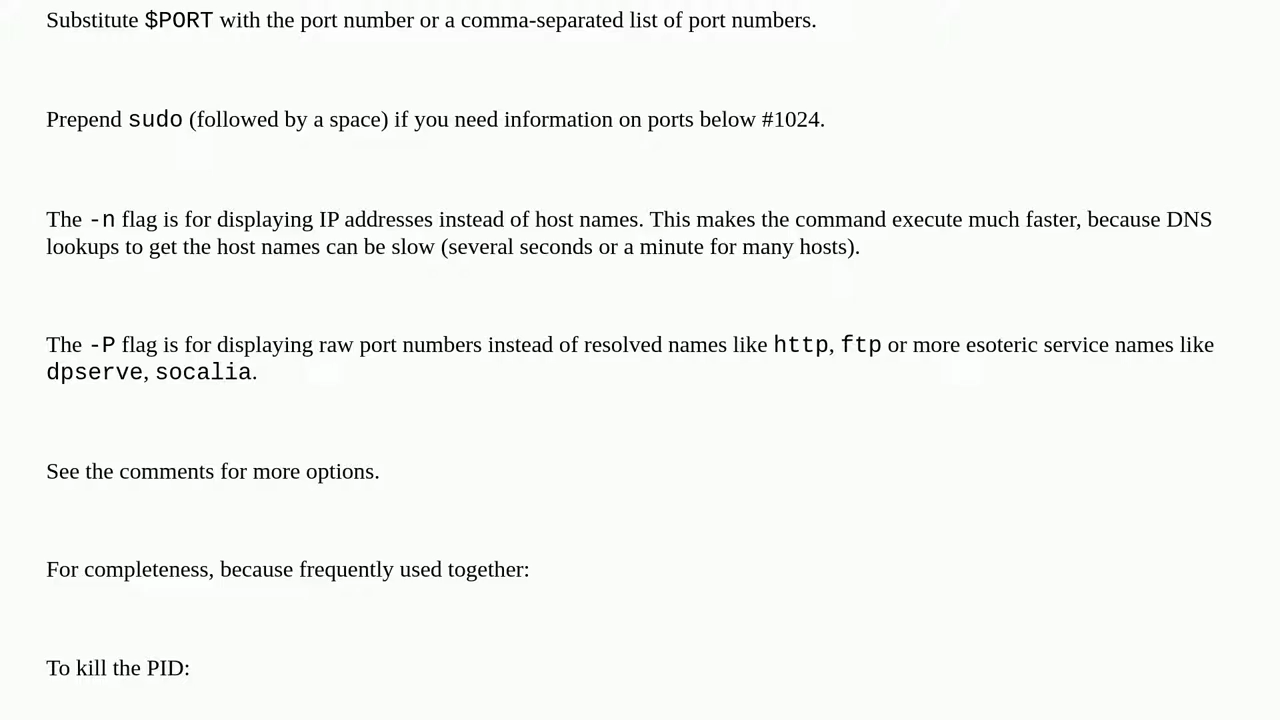 Substitute $PORT with the port number or a comma-separated list of port numbers.
Prepend sudo (followed by a space) if you need information on ports below #1024.
The -n flag is for displaying IP addresses instead of host names. This makes the command execute much faster, because DNS
lookups to get the host names can be slow (several seconds or a minute for many hosts).
The -P flag is for displaying raw port numbers instead of resolved names like http, ftp or more esoteric service names like
dpserve, socalia.
See the comments for more options.
For completeness, because frequently used together:
To kill the PID: